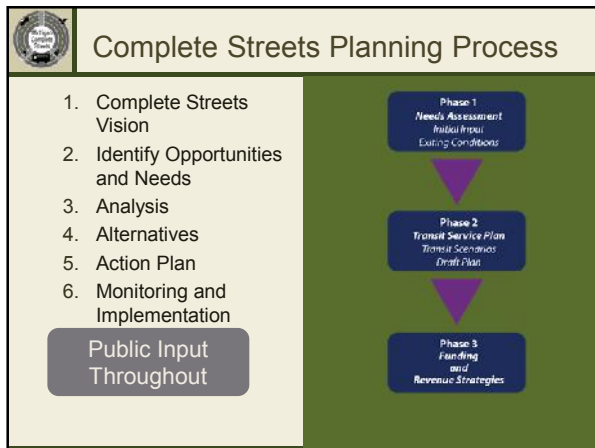 Complete Streets Planning Process
1. Complete Streets
Vision
2. Identify Opportunities
and Needs
3. Analysis
4. Alternatives
5. Action Plan
6. Monitoring and
Implementation
Public Input
Throughout
Phase 1
Needs Assessment
Initial Input
Exiting Conditions
Phase 2
Transit Service Plan
Transit Scenarios
Draft Plan
Phase 3
Funding
and
Revenue Strategies